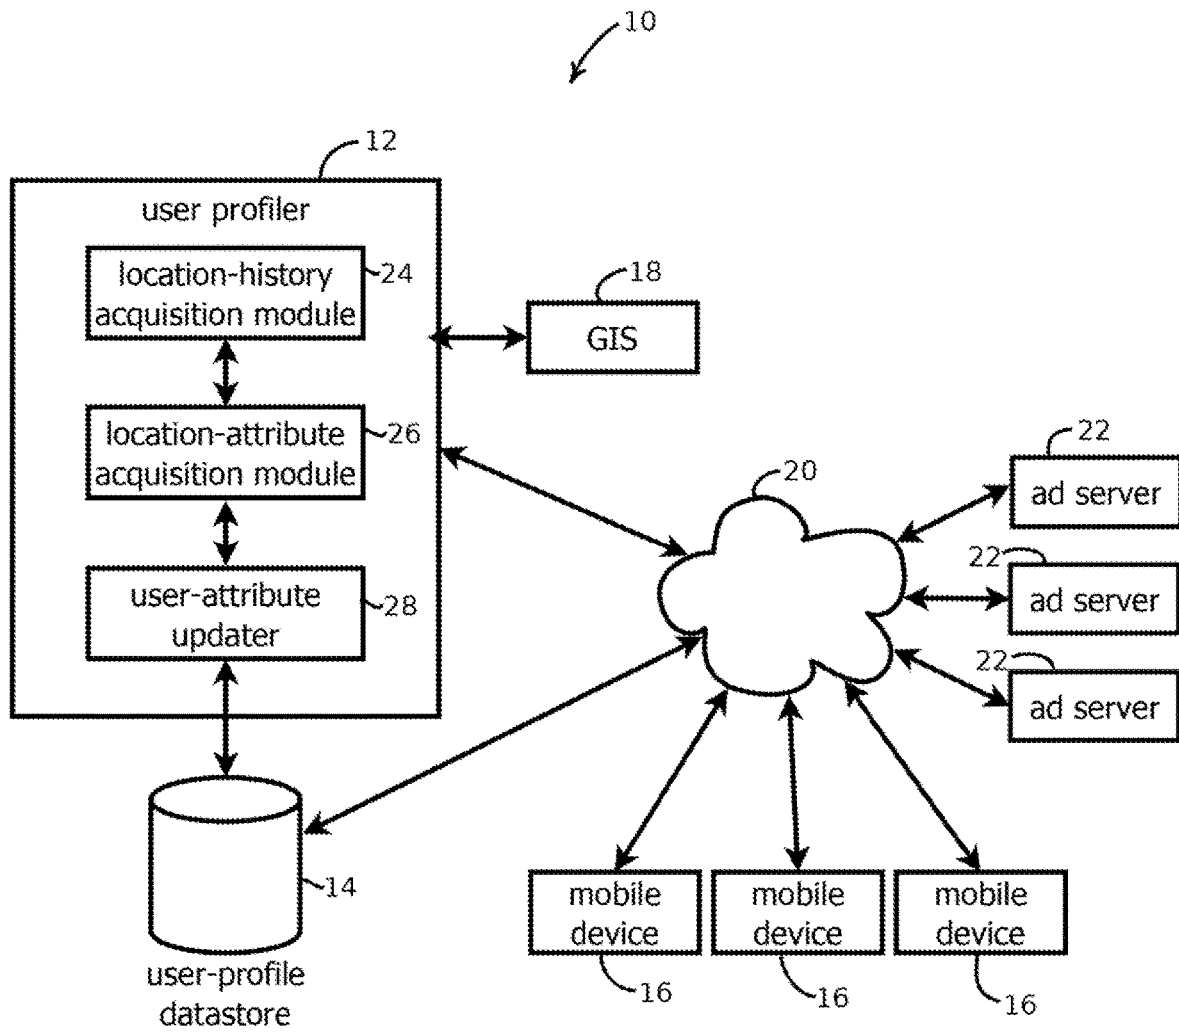 10
12
user profiler
location-history
acquisition module
24
18
GIS
location-attribute
acquisition module
26
20
22
ad server
user-attribute
updater
28
22
ad server
22
ad server
14
user-profile
datastore
mobile
device
16
mobile
device
16
mobile
device
16